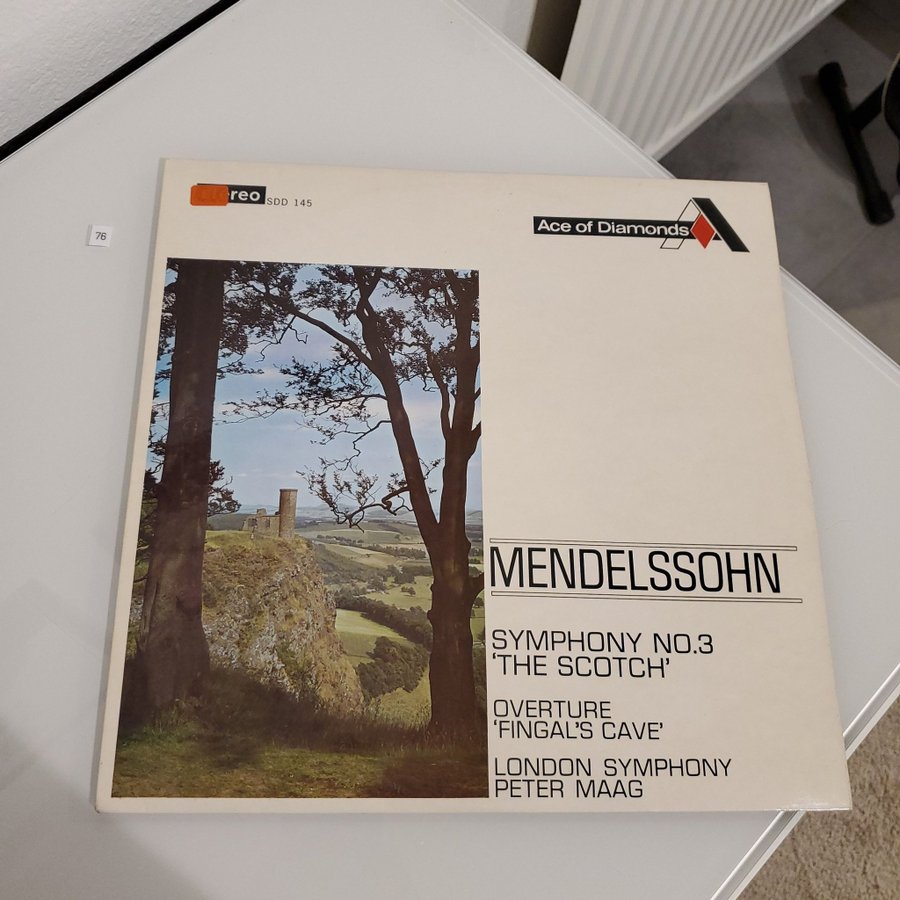 reo SDD 145
Ace of Diamonds
76
MENDELSSOHN
SYMPHONY NO.3
'THE SCOTCH'
OVERTURE
'FINGAL'S CAVE'
LONDON SYMPHONY
PETER MAAG